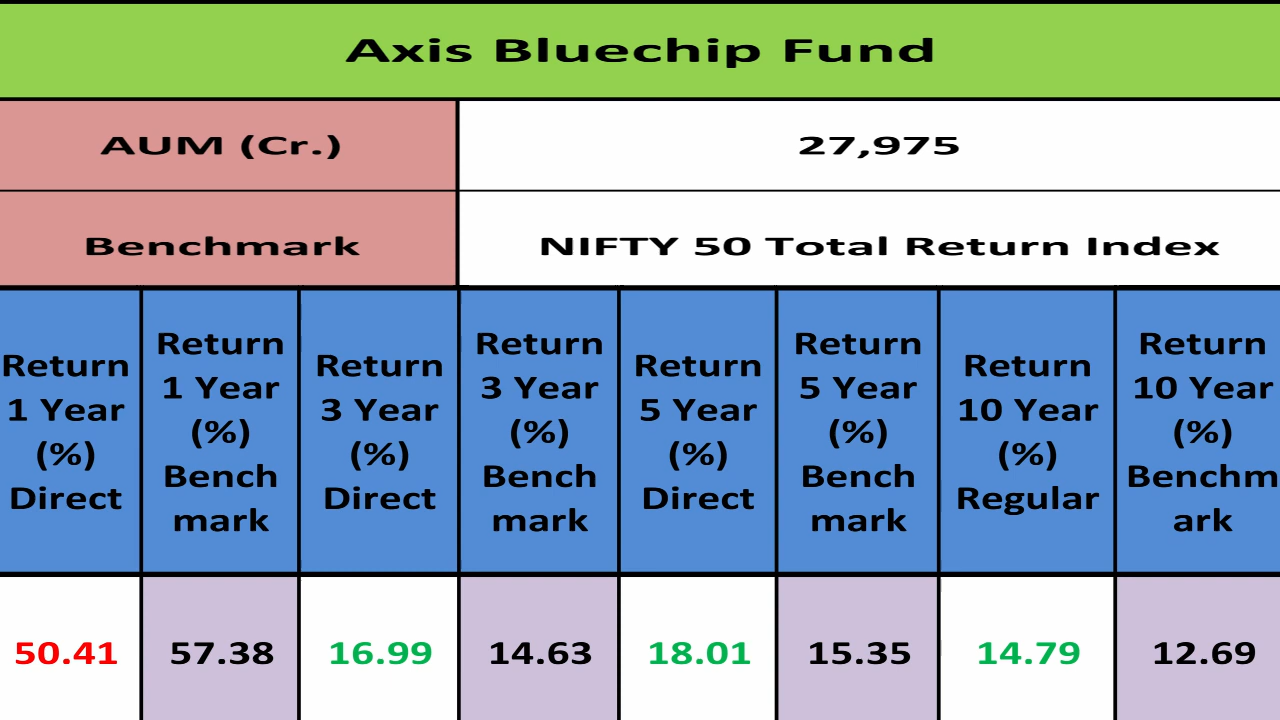 Axis Bluechip Fund
AUM (Cr.)
27,975
Benchmark
NIFTY 50 Total Return Index
Return
1 Year
(%)
Direct
Return
1 Year
(%)
Bench
mark
Return
3 Year
(%)
Direct
Return
3 Year
(%)
Bench
mark
Return
5 Year
(%)
Direct
Return
5 Year
(%)
Bench
mark
Return
10 Year
(%)
Regular
Return
10 Year
(%)
Benchm
ark
50.41
57.38
16.99
14.63
18.01
15.35
14.79
12.69